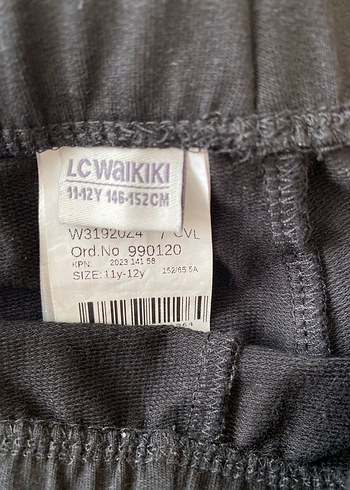 LC WAIKIKI
11-12Y 146-152CM
CVL
Ord.No 990120
KPN: 2023 141 58
SIZE: 11y-12y 152/65.5A